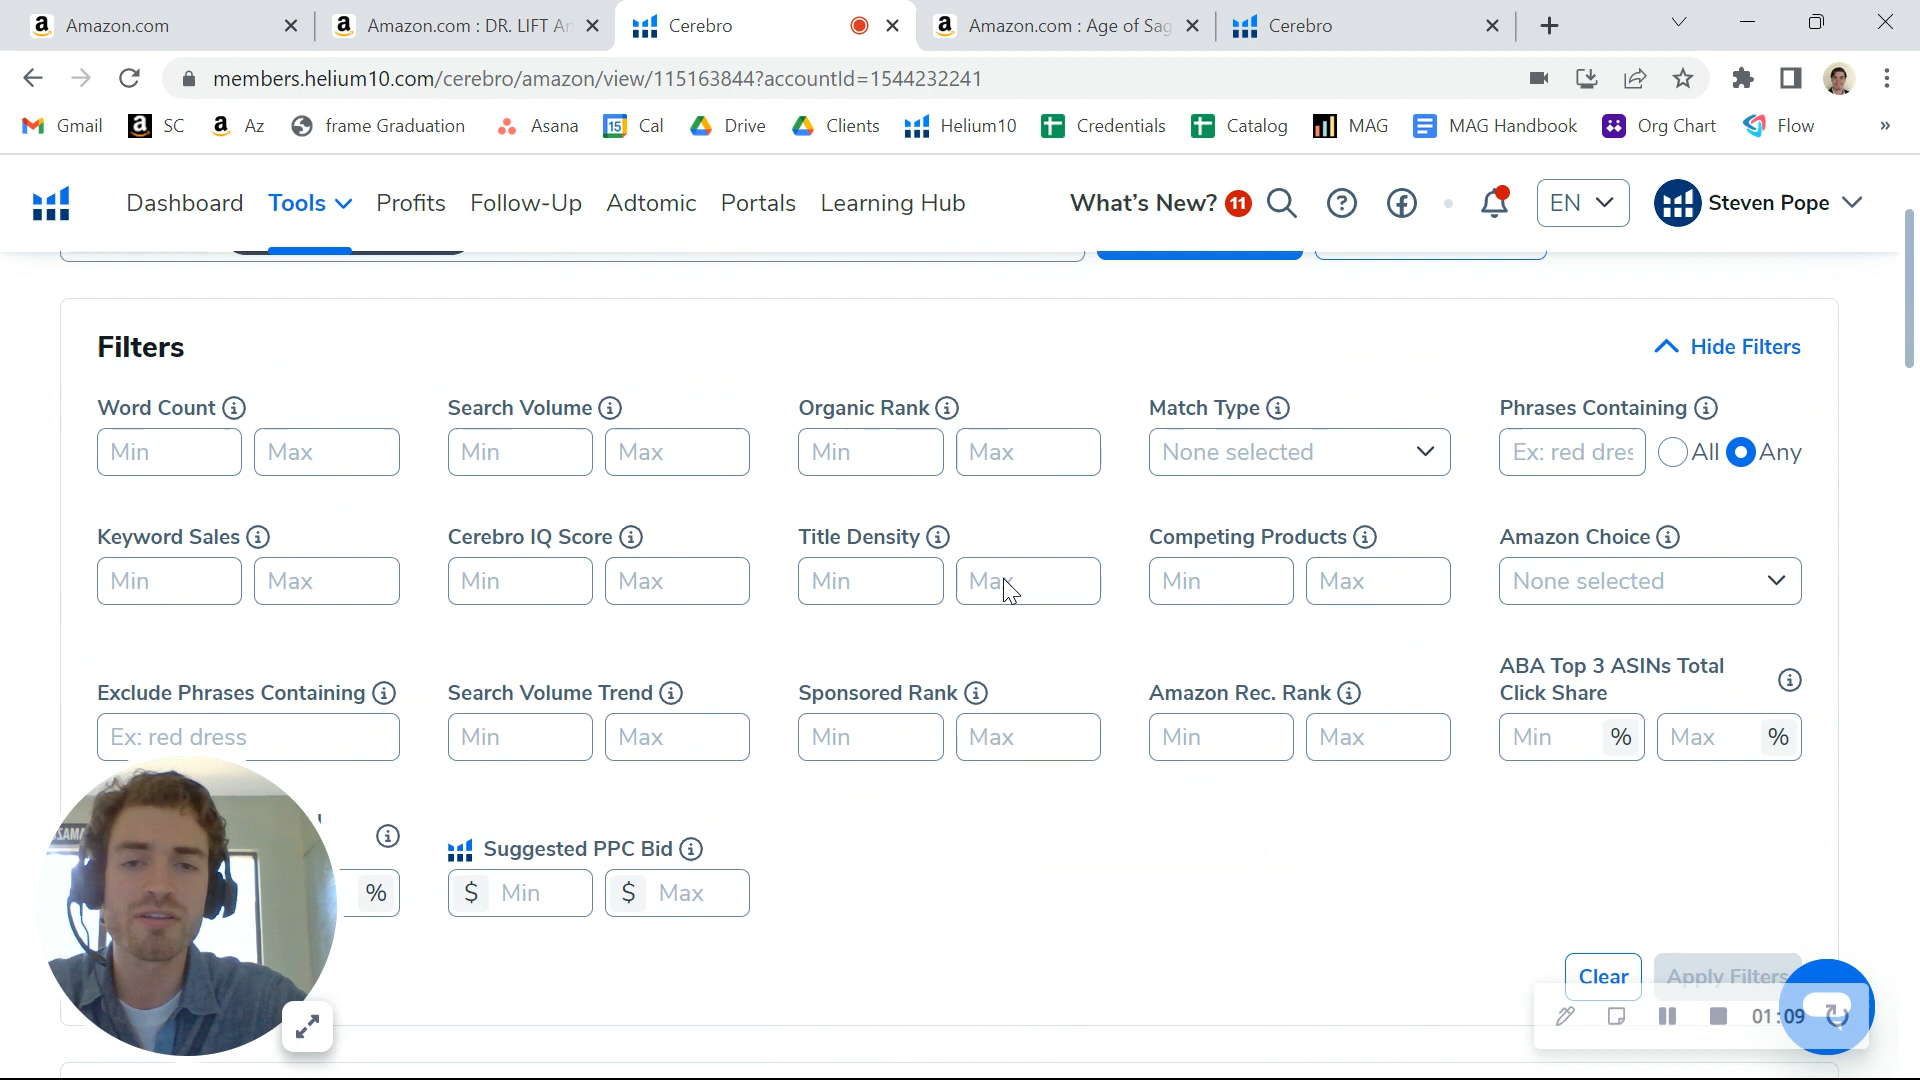 Amazon.com
Amazon.com : DR. LIFT Ar
Cerebro
Amazon.com : Age of Sag
Cerebro
members.helium10.com/cerebro/amazon/view/115163844?accountId=1544232241
Gmail
SC
Az
frame Graduation
Asana
15
Cal
Drive
Clients
Helium10
Credentials
Catalog
MAG
MAG Handbook
Org Chart
Flow
»
Dashboard
Tools
Profits
Follow-Up
Adtomic
Portals
Learning Hub
What's New? 11
EN
Steven Pope
Filters
Hide Filters
Word Count
Search Volume
Organic Rank
Match Type
Phrases Containing
Min Max
Min Max
Min Max
None selected
Ex: red dres
All Any
Keyword Sales
Cerebro IQ Score
Title Density
Competing Products
Amazon Choice
Min Max
Min Max
Min Max
Min Max
None selected
Exclude Phrases Containing
Search Volume Trend
Sponsored Rank
Amazon Rec. Rank
ABA Top 3 ASINs Total
Click Share
Ex: red dress
Min Max
Min Max
Min Max
Min % Max %
%
Suggested PPC Bid
$ Min $ Max
Clear
Apply Filters
01:09